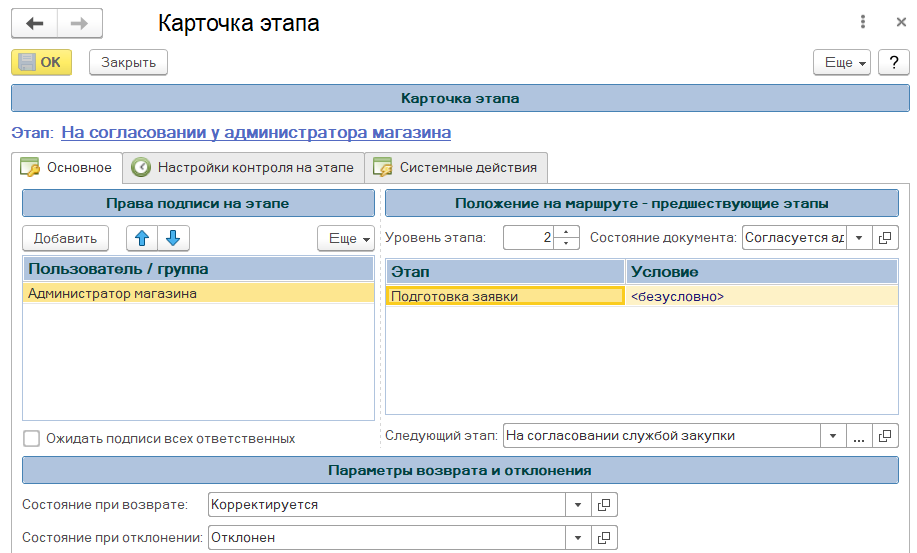 Карточка этапа
ОК Закрыть Еще ?
Карточка этапа
Этап: На согласовании у администратора магазина
Основное Настройки контроля на этапе Системные действия
Права подписи на этапе
Добавить Еще
Пользователь / группа
Администратор магазина
Ожидать подписи всех ответственных
Положение на маршруте - предшествующие этапы
Уровень этапа: 2 Состояние документа: Согласуется ад
Этап Условие
Подготовка заявки <безусловно>
Следующий этап: На согласовании службой закупки ...
Параметры возврата и отклонения
Состояние при возврате: Корректируется
Состояние при отклонении: Отклонен